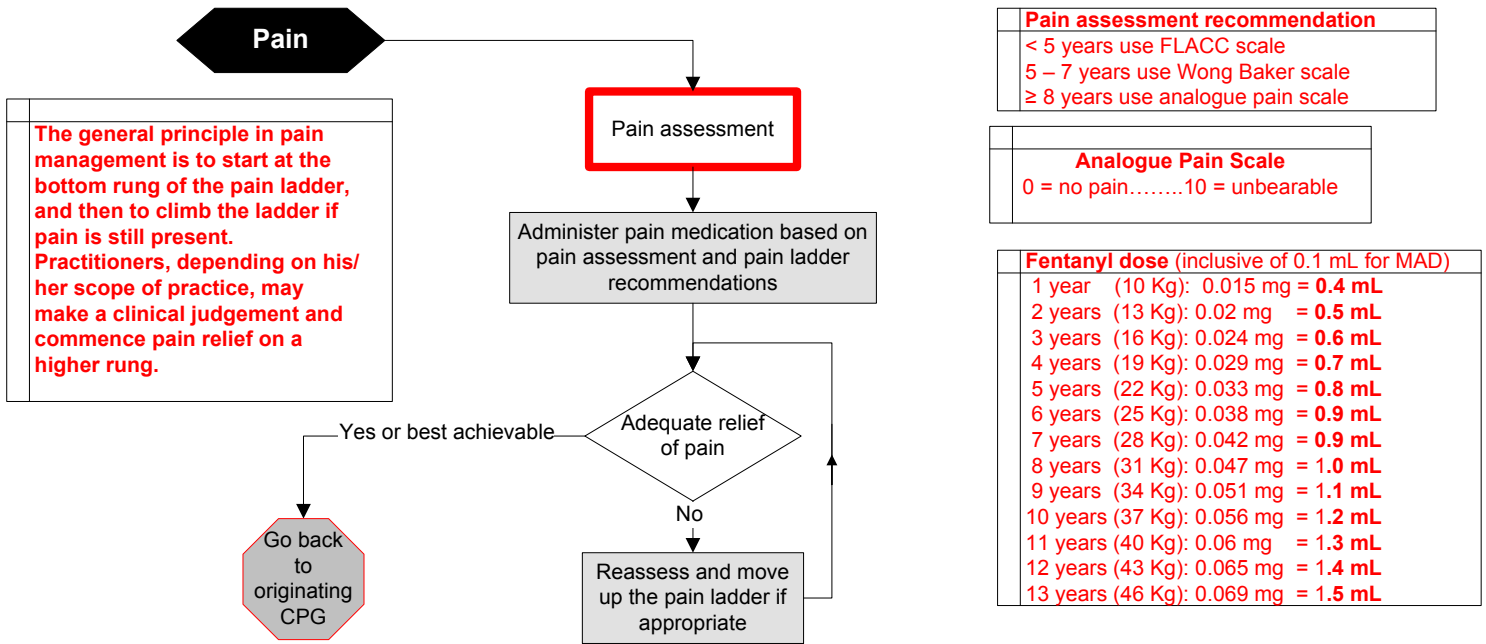 Pain
The general principle in pain
management is to start at the
bottom rung of the pain ladder,
and then to climb the ladder if
pain is still present.
Practitioners, depending on his/
her scope of practice, may
make a clinical judgement and
commence pain relief on a
higher rung.
Pain assessment
Administer pain medication based on
pain assessment and pain ladder
recommendations
Adequate relief
of pain
Yes or best achievable
No
Go back
to
originating
CPG
Reassess and move
up the pain ladder if
appropriate
Pain assessment recommendation
< 5 years use FLACC scale
5 – 7 years use Wong Baker scale
≥ 8 years use analogue pain scale
Analogue Pain Scale
0 = no pain……..10 = unbearable
Fentanyl dose (inclusive of 0.1 mL for MAD)
1 year (10 Kg): 0.015 mg = 0.4 mL
2 years (13 Kg): 0.02 mg = 0.5 mL
3 years (16 Kg): 0.024 mg = 0.6 mL
4 years (19 Kg): 0.029 mg = 0.7 mL
5 years (22 Kg): 0.033 mg = 0.8 mL
6 years (25 Kg): 0.038 mg = 0.9 mL
7 years (28 Kg): 0.042 mg = 0.9 mL
8 years (31 Kg): 0.047 mg = 1.0 mL
9 years (34 Kg): 0.051 mg = 1.1 mL
10 years (37 Kg): 0.056 mg = 1.2 mL
11 years (40 Kg): 0.06 mg = 1.3 mL
12 years (43 Kg): 0.065 mg = 1.4 mL
13 years (46 Kg): 0.069 mg = 1.5 mL